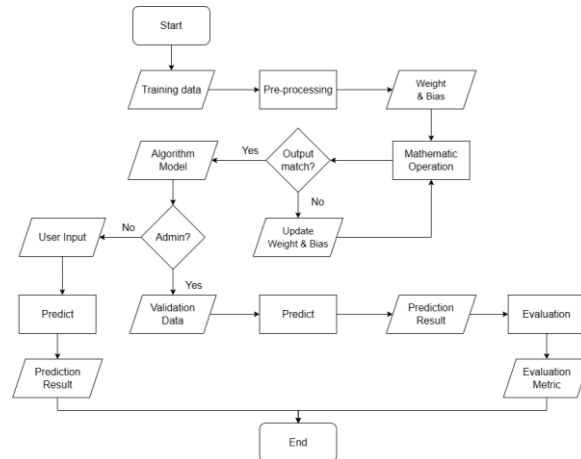 Start
Training data
Pre-processing
Weight
& Bias
Algorithm
Model
Yes
Output
match?
Mathematic
Operation
No
Update
Weight & Bias
User Input
No
Admin?
Yes
Predict
Validation
Data
Predict
Prediction
Result
Evaluation
Prediction
Result
Evaluation
Metric
End